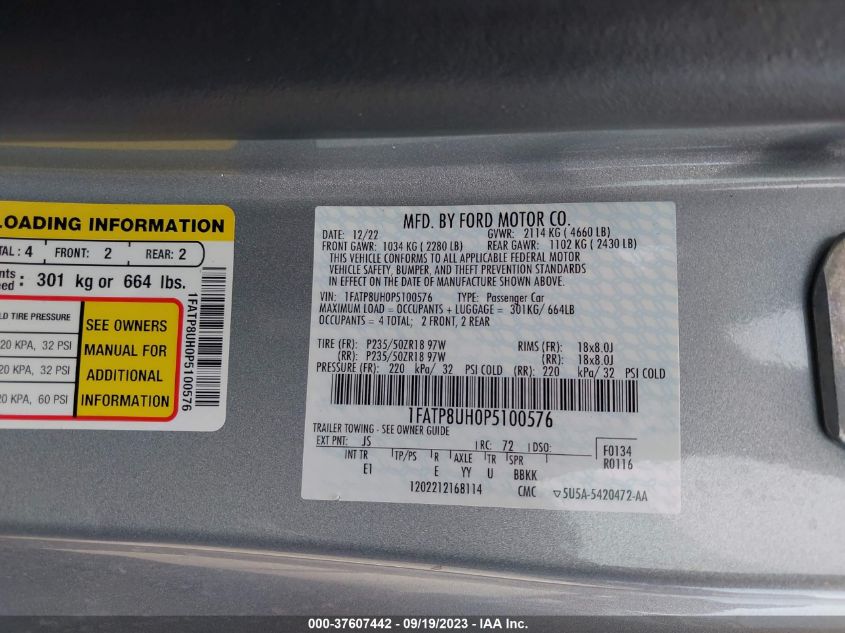 LOADING INFORMATION
TAL: 4 FRONT: 2 REAR: 2
nts
eed : 301 kg or 664 lbs.
LD TIRE PRESSURE
20 KPA, 32 PSI
20 KPA, 32 PSI
20 KPA, 60 PSI
SEE OWNERS
MANUAL FOR
ADDITIONAL
INFORMATION
1FATP8UH0P5100576
MFD. BY FORD MOTOR CO.
DATE: 12/22 GVWR: 2114 KG ( 4660 LB)
FRONT GAWR: 1034 KG ( 2280 LB) REAR GAWR: 1102 KG ( 2430 LB)
THIS VEHICLE CONFORMS TO ALL APPLICABLE FEDERAL MOTOR
VEHICLE SAFETY, BUMPER, AND THEFT PREVENTION STANDARDS
IN EFFECT ON THE DATE OF MANUFACTURE SHOWN ABOVE.
VIN: 1FATP8UH0P5100576 TYPE: Passenger Car
MAXIMUM LOAD = OCCUPANTS + LUGGAGE = 301KG/ 664LB
OCCUPANTS = 4 TOTAL; 2 FRONT, 2 REAR
TIRE (FR): P235/50ZR18 97W RIMS (FR): 18x8.0J
(RR): P235/50ZR18 97W (RR): 18x8.0J
PRESSURE (FR): 220 kPa/ 32 PSI COLD (RR): 220 kPa/ 32 PSI COLD
1FATP8UH0P5100576
TRAILER TOWING - SEE OWNER GUIDE
EXT PNT: JS RC: 72 DSO: F0134
INT TR TP/PS R AXLE TR SPR R0116
E1 E YY U BBKK
1202212168114 CMC ▽5U5A-5420472-AA
000-37607442 - 09/19/2023 - IAA Inc.